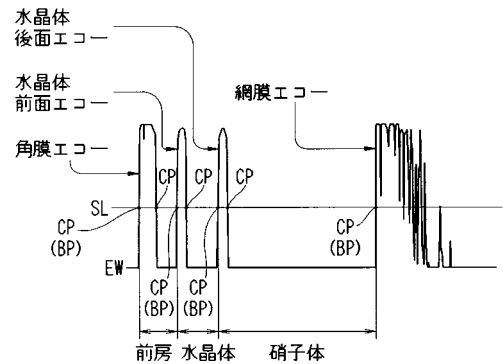 水晶体
後面エコー
水晶体
前面エコー
網膜エコー
角膜エコー
CP
CP
CP
SL
CP
(BP)
CP
(BP)
EW
CP
(BP)
CP
(BP)
前房
水晶体
硝子体